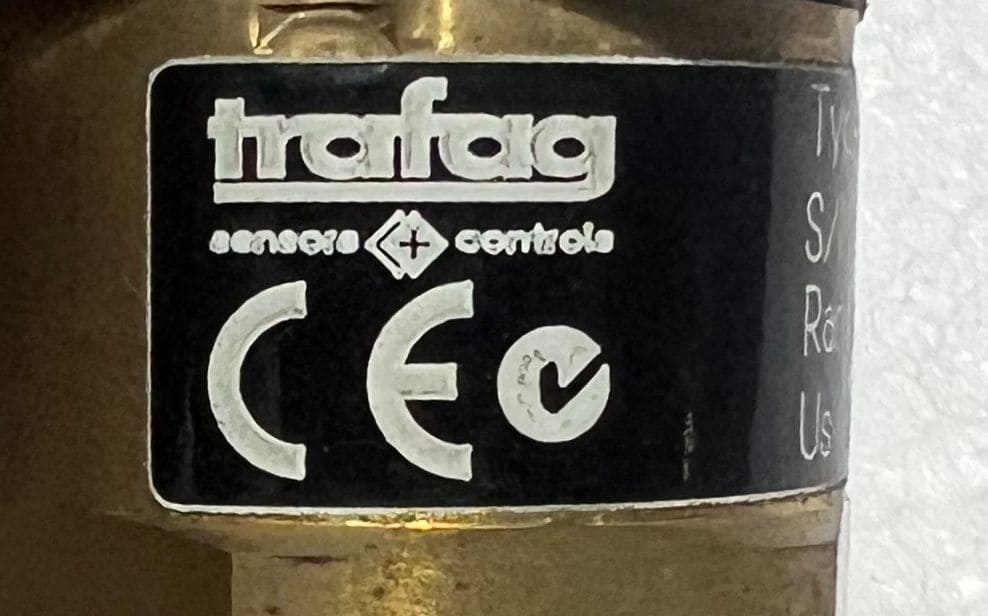 trafag
sensors controls
CE
S/